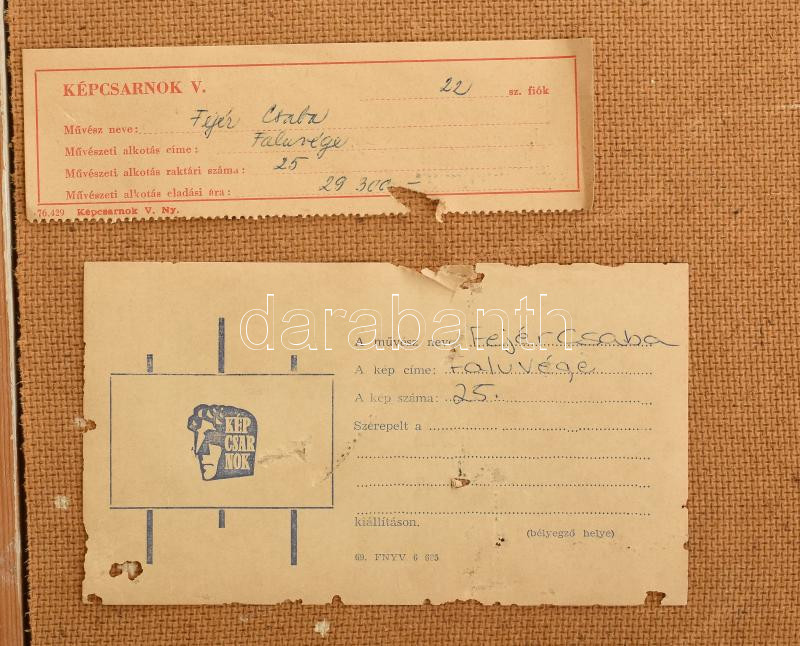 KÉPCSARNOK V. 22 sz. fiók
Művész neve: Fejér Csaba
Művészeti alkotás címe: Faluvége
Művészeti alkotás raktári száma: 25
Művészeti alkotás eladási ára: 29 300 –
76.429 Képcsarnok V. Ny.
darabanth
A művész neve Fejér Csaba
A kép címe: Faluvége
A kép száma: 25.
Szerepelt a
KÉP
CSAR
NOK
kiállításon.
(bélyegző helye)
69. FNYV 6 685